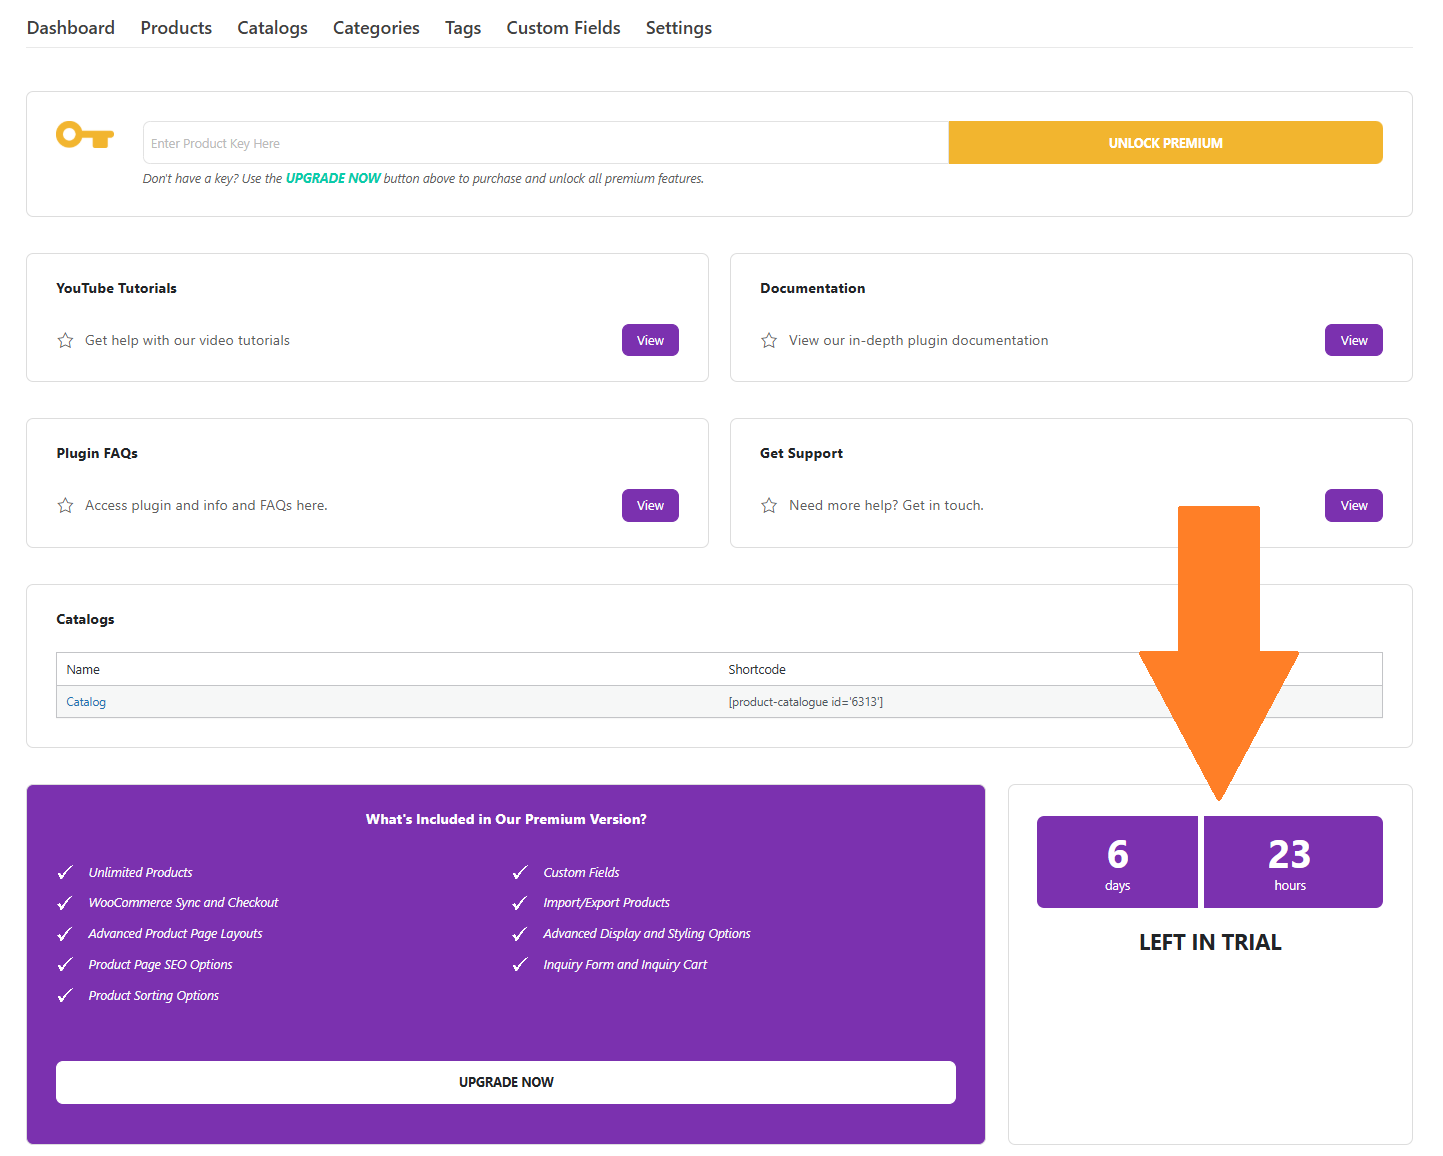 Dashboard Products Catalogs Categories Tags Custom Fields Settings
Enter Product Key Here
UNLOCK PREMIUM
Don't have a key? Use the UPGRADE NOW button above to purchase and unlock all premium features.
YouTube Tutorials
Get help with our video tutorials
View
Documentation
View our in-depth plugin documentation
View
Plugin FAQs
Access plugin and info and FAQs here.
View
Get Support
Need more help? Get in touch.
View
Catalogs
Name Shortcode
Catalog [product-catalogue id='6313']
What's Included in Our Premium Version?
Unlimited Products
WooCommerce Sync and Checkout
Advanced Product Page Layouts
Product Page SEO Options
Product Sorting Options
Custom Fields
Import/Export Products
Advanced Display and Styling Options
Inquiry Form and Inquiry Cart
UPGRADE NOW
6 23
days hours
LEFT IN TRIAL